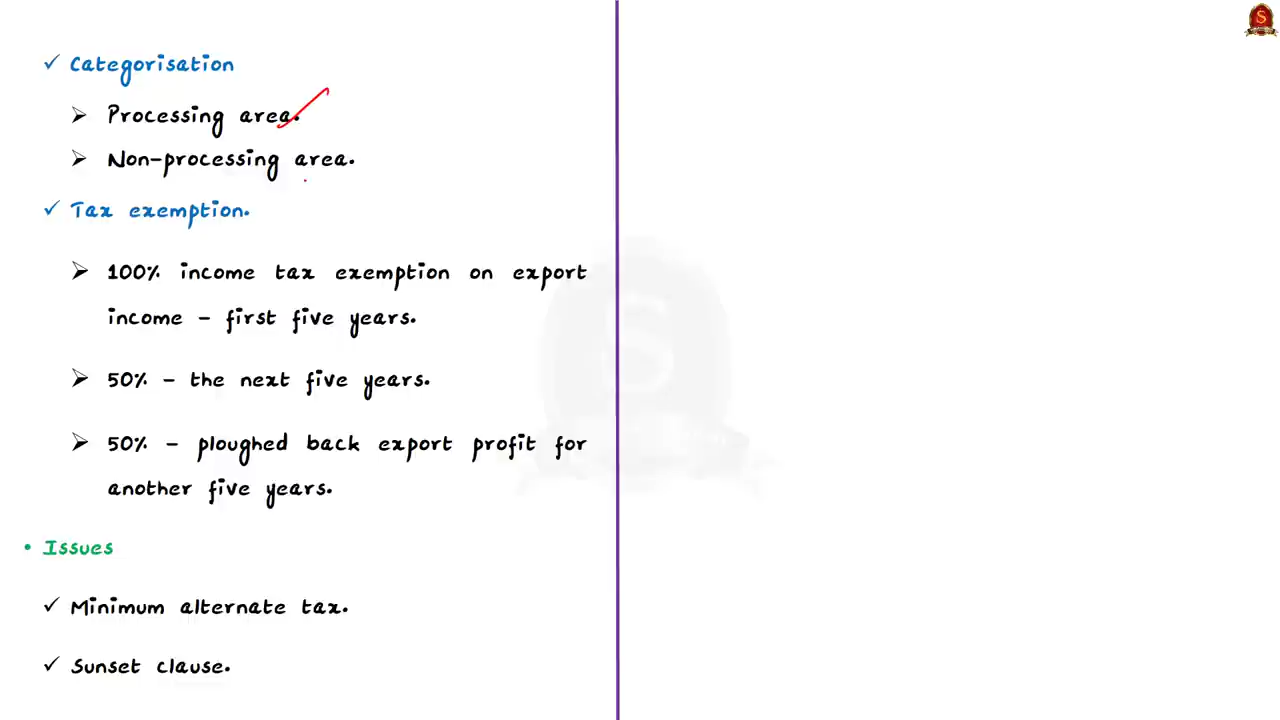 ✓ Categorisation
➢ Processing area.
➢ Non-processing area.
✓ Tax exemption.
➢ 100% income tax exemption on export
income – first five years.
➢ 50% – the next five years.
➢ 50% – ploughed back export profit for
another five years.
• Issues
✓ Minimum alternate tax.
✓ Sunset clause.
S